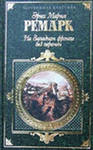 Эрих Мария
РЕМАРК
На Западном фронте
без перемен